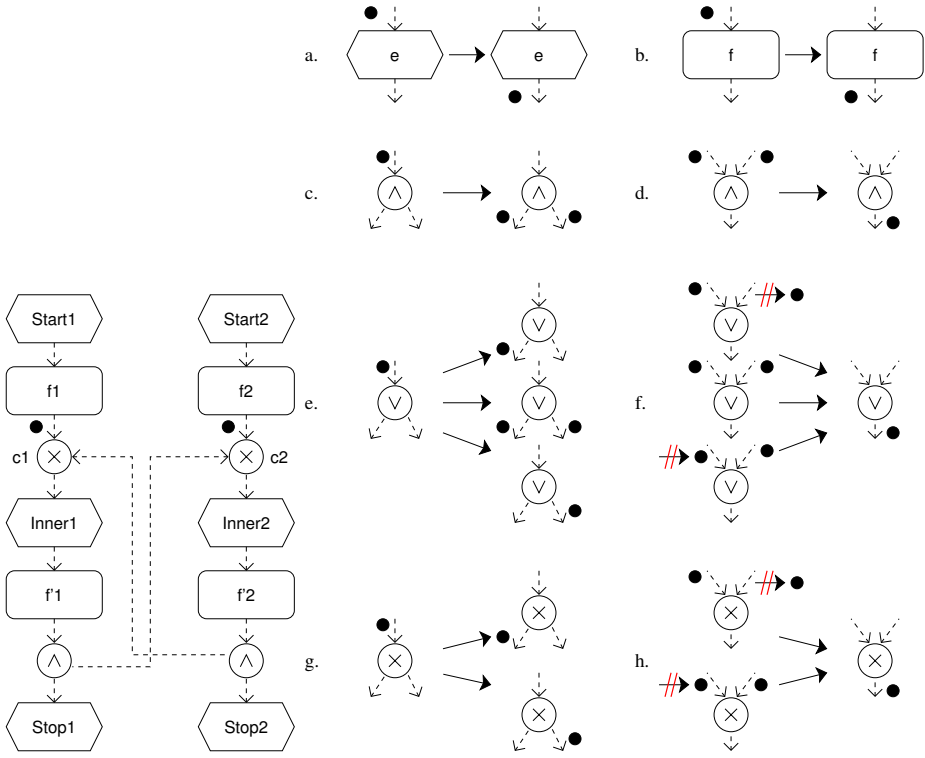 a. e e b. f f
c. ∧ ∧ d. ∧ ∧
Start1 Start2 ∨ ∨
f1 f2 e. ∨ ∨ f. ∨ ∨
c1 × × c2
∨ ∨
Inner1 Inner2
f'1 f'2 × ×
∧ ∧ g. × h. ×
Stop1 Stop2 × ×